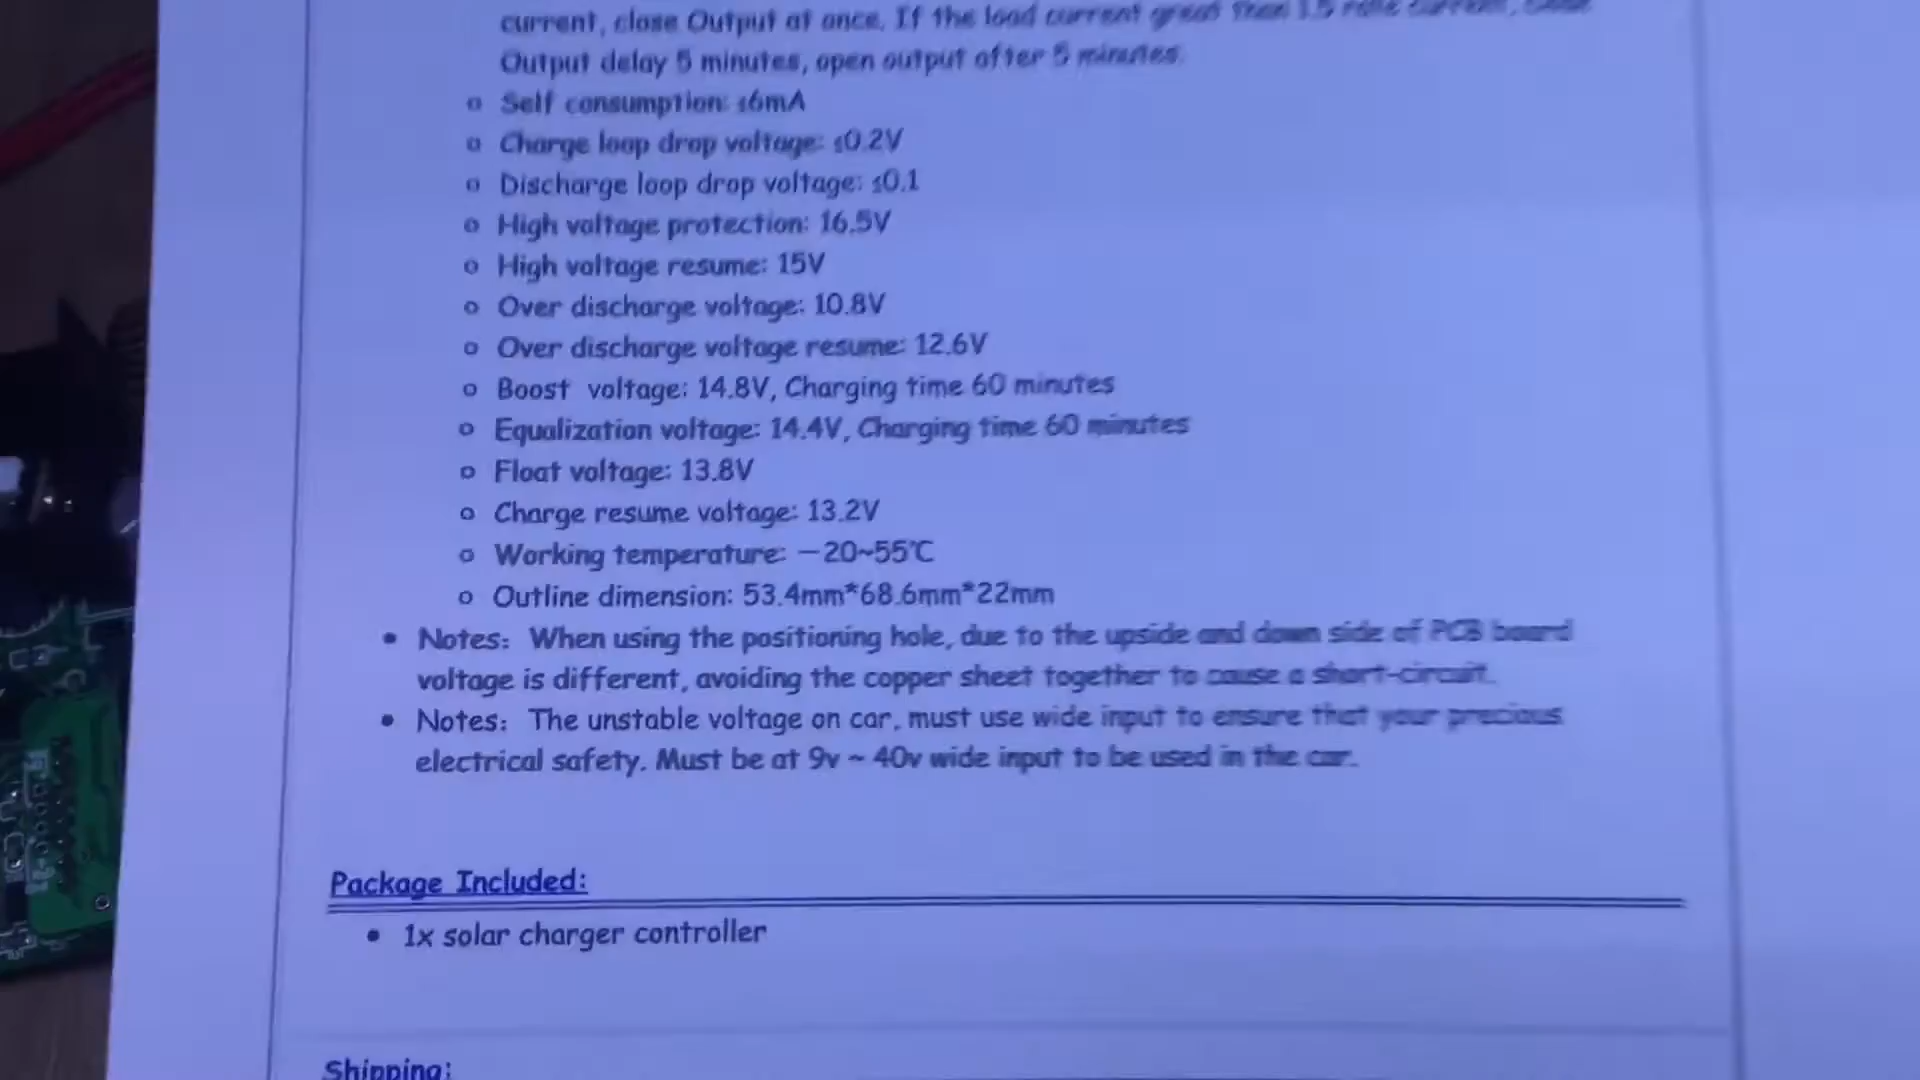 current, close Output at once. If the load current great than 1.5 rate current, close
Output delay 5 minutes, open output after 5 minutes.
o Self consumption: ≤6mA
o Charge loop drop voltage: ≤0.2V
o Discharge loop drop voltage: ≤0.1
o High voltage protection: 16.5V
o High voltage resume: 15V
o Over discharge voltage: 10.8V
o Over discharge voltage resume: 12.6V
o Boost voltage: 14.8V, Charging time 60 minutes
o Equalization voltage: 14.4V, Charging time 60 minutes
o Float voltage: 13.8V
o Charge resume voltage: 13.2V
o Working temperature: －20~55℃
o Outline dimension: 53.4mm*68.6mm*22mm
• Notes: When using the positioning hole, due to the upside and down side of PCB board
voltage is different, avoiding the copper sheet together to cause a short-circuit.
• Notes: The unstable voltage on car, must use wide input to ensure that your precious
electrical safety. Must be at 9v ~ 40v wide input to be used in the car.
Package Included:
• 1x solar charger controller
Shipping: